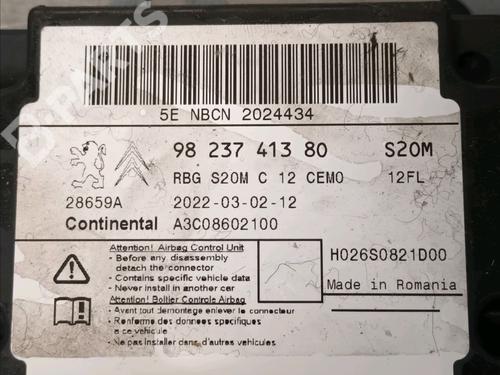 5E NBCN 2024434
98 237 413 80 S20M
RBG S20M C 12 CEMO 12FL
28659A 2022-03-02-12
Continental A3C08602100
Attention! Airbag Control Unit
- Before any disassembly
detach the connector
- Contains specific vehicle data
- Never install in another car
Attention! Boîtier Contrôle Airbag
- Avant tout démontage enlever le connecteur
- Renferme des données spécifiques
à ce véhicule
- Ne pas installer dans d'autres véhicules
H026S0821D00
Made in Romania
PARTS